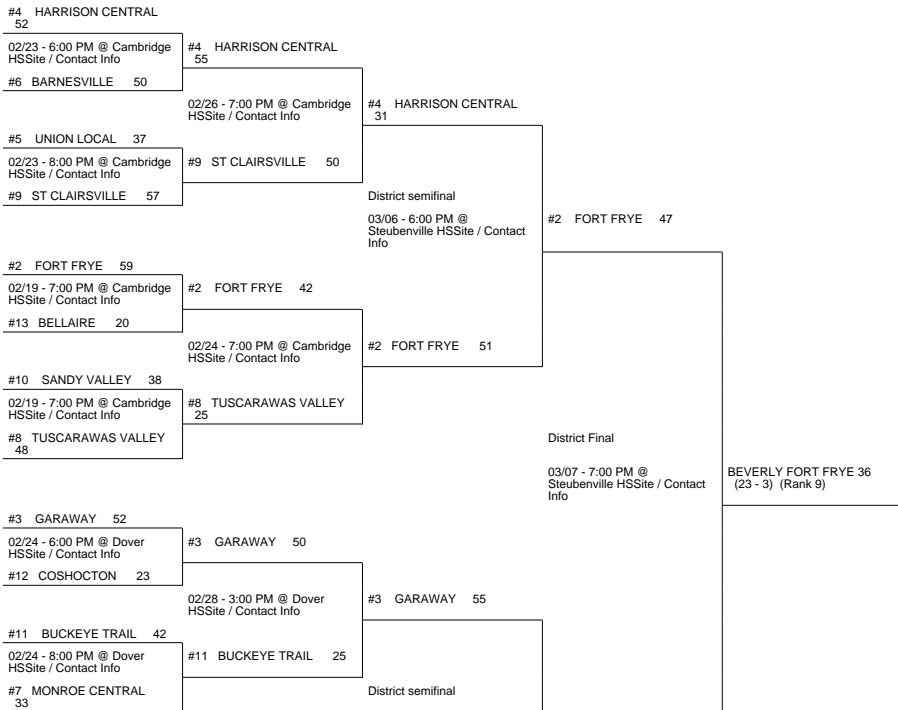 #4 HARRISON CENTRAL
52
02/23 - 6:00 PM @ Cambridge
HSSite / Contact Info
#6 BARNESVILLE 50
#4 HARRISON CENTRAL
55
02/26 - 7:00 PM @ Cambridge
HSSite / Contact Info
#5 UNION LOCAL 37
02/23 - 8:00 PM @ Cambridge
HSSite / Contact Info
#9 ST CLAIRSVILLE 57
#9 ST CLAIRSVILLE 50
#4 HARRISON CENTRAL
31
District semifinal
03/06 - 6:00 PM @
Steubenville HSSite / Contact
Info
#2 FORT FRYE 47
#2 FORT FRYE 59
02/19 - 7:00 PM @ Cambridge
HSSite / Contact Info
#13 BELLAIRE 20
#2 FORT FRYE 42
02/24 - 7:00 PM @ Cambridge
HSSite / Contact Info
#2 FORT FRYE 51
#10 SANDY VALLEY 38
02/19 - 7:00 PM @ Cambridge
HSSite / Contact Info
#8 TUSCARAWAS VALLEY
48
#8 TUSCARAWAS VALLEY
25
District Final
03/07 - 7:00 PM @
Steubenville HSSite / Contact
Info
BEVERLY FORT FRYE 36
(23 - 3) (Rank 9)
#3 GARAWAY 52
02/24 - 6:00 PM @ Dover
HSSite / Contact Info
#12 COSHOCTON 23
#3 GARAWAY 50
02/28 - 3:00 PM @ Dover
HSSite / Contact Info
#3 GARAWAY 55
#11 BUCKEYE TRAIL 42
02/24 - 8:00 PM @ Dover
HSSite / Contact Info
#7 MONROE CENTRAL
33
#11 BUCKEYE TRAIL 25
District semifinal